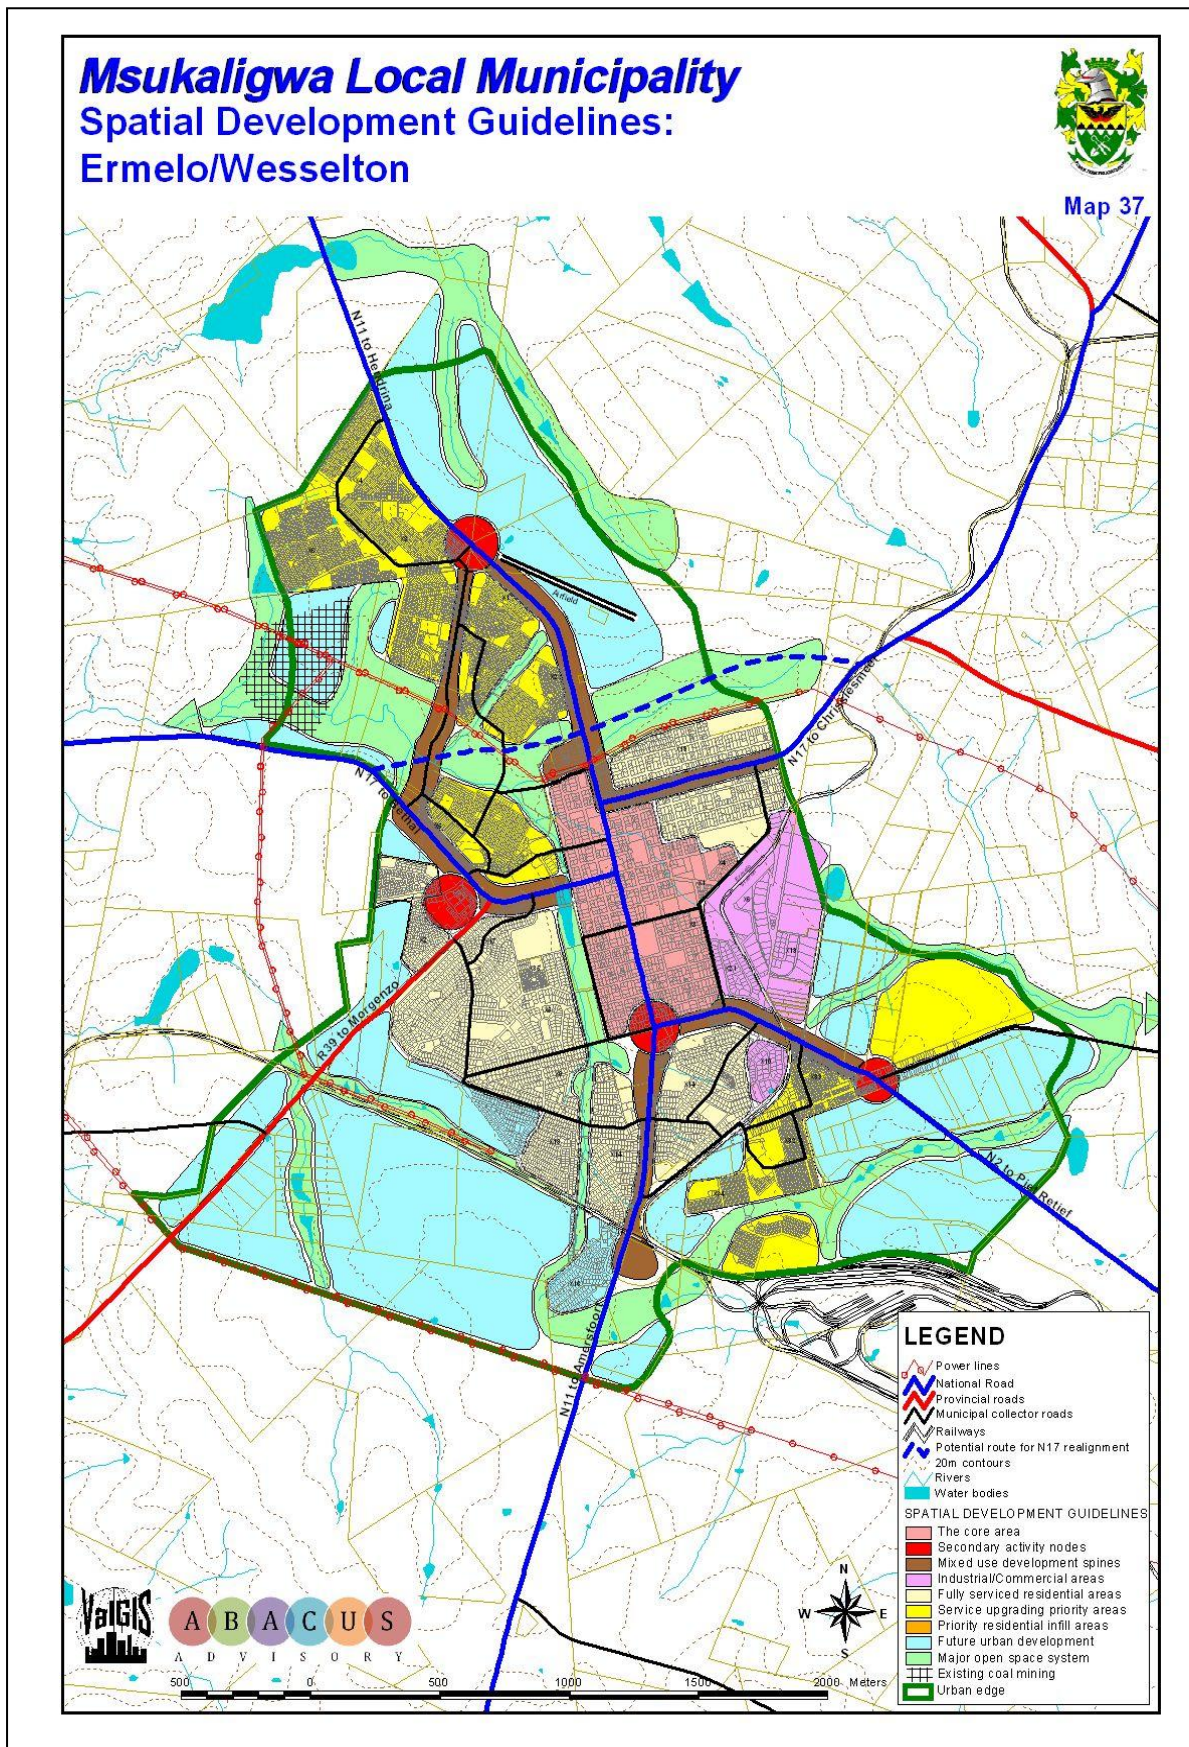 Msukaligwa Local Municipality
Spatial Development Guidelines:
Ermelo/Wesselton
Map 37
N11 to Hendrina
Airfield
N17 to Chrissiesmeer
N17 to Bethal
R39 to Morgenzo
N2 to Piet Retief
N11 to Amersfoort
LEGEND
Power lines
National Road
Provincial roads
Municipal collector roads
Railways
Potential route for N17 realignment
20m contours
Rivers
Water bodies
SPATIAL DEVELOPMENT GUIDELINES
The core area
Secondary activity nodes
Mixed use development spines
Industrial/Commercial areas
Fully serviced residential areas
Service upgrading priority areas
Priority residential infill areas
Future urban development
Major open space system
Existing coal mining
Urban edge
ValGIS
ABACUS
ADVISORY
N
W E
S
500 0 500 1000 1500 2000 Meters